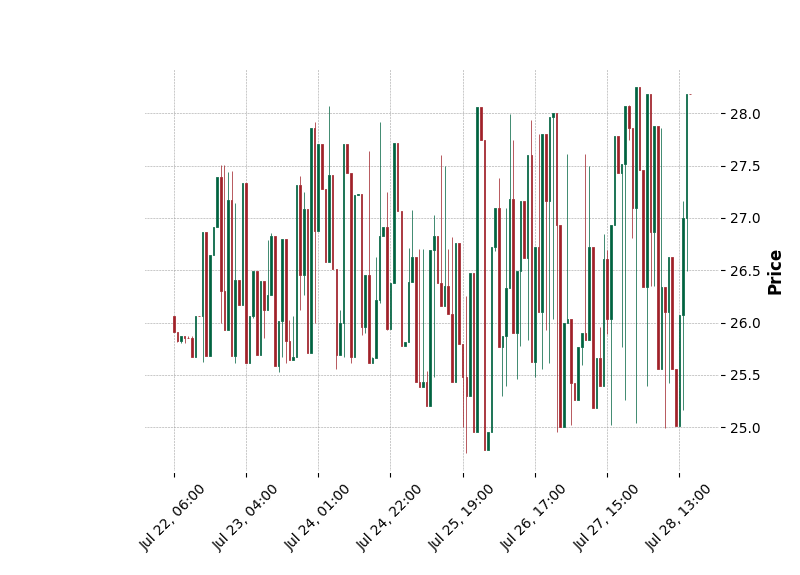 28.0
27.5
27.0
26.5
26.0
25.5
25.0
Price
Jul 22, 06:00
Jul 23, 04:00
Jul 24, 01:00
Jul 24, 22:00
Jul 25, 19:00
Jul 26, 17:00
Jul 27, 15:00
Jul 28, 13:00